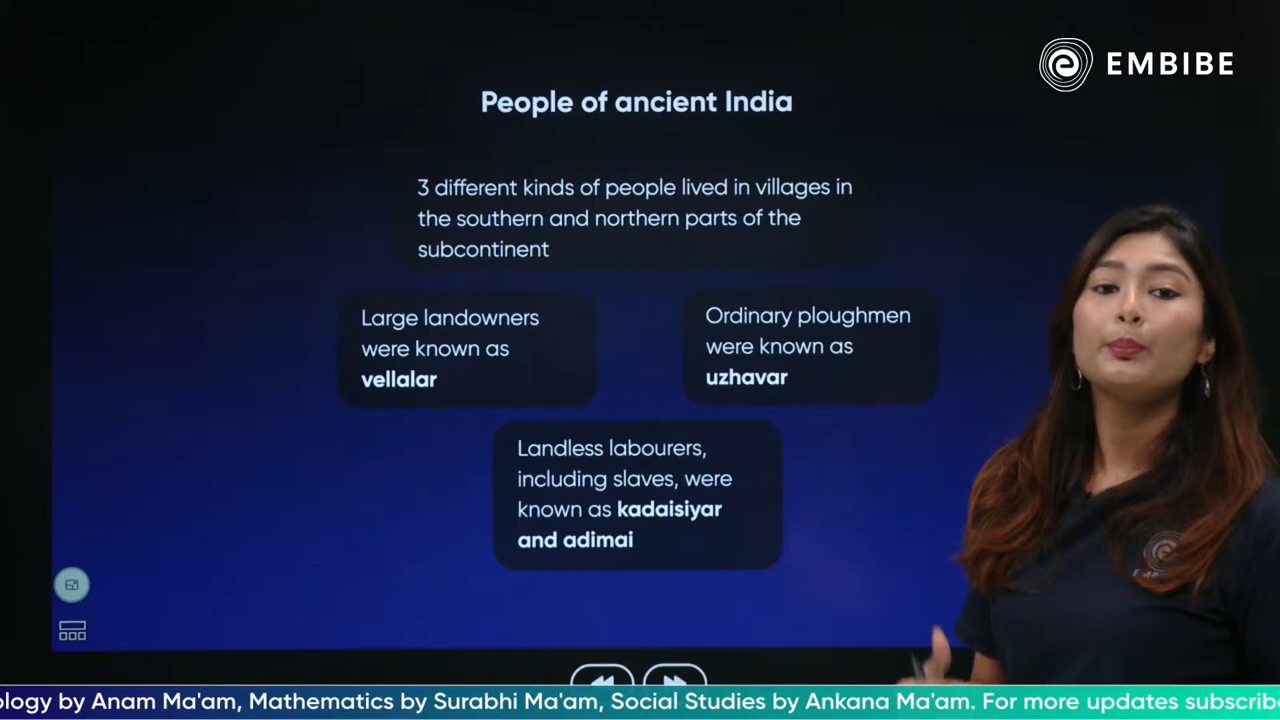 EMBIBE
People of ancient India
3 different kinds of people lived in villages in
the southern and northern parts of the
subcontinent
Large landowners
were known as
vellalar
Ordinary ploughmen
were known as
uzhavar
Landless labourers,
including slaves, were
known as kadaisiyar
and adimai
ology by Anam Ma'am, Mathematics by Surabhi Ma'am, Social Studies by Ankana Ma'am. For more updates subscribe